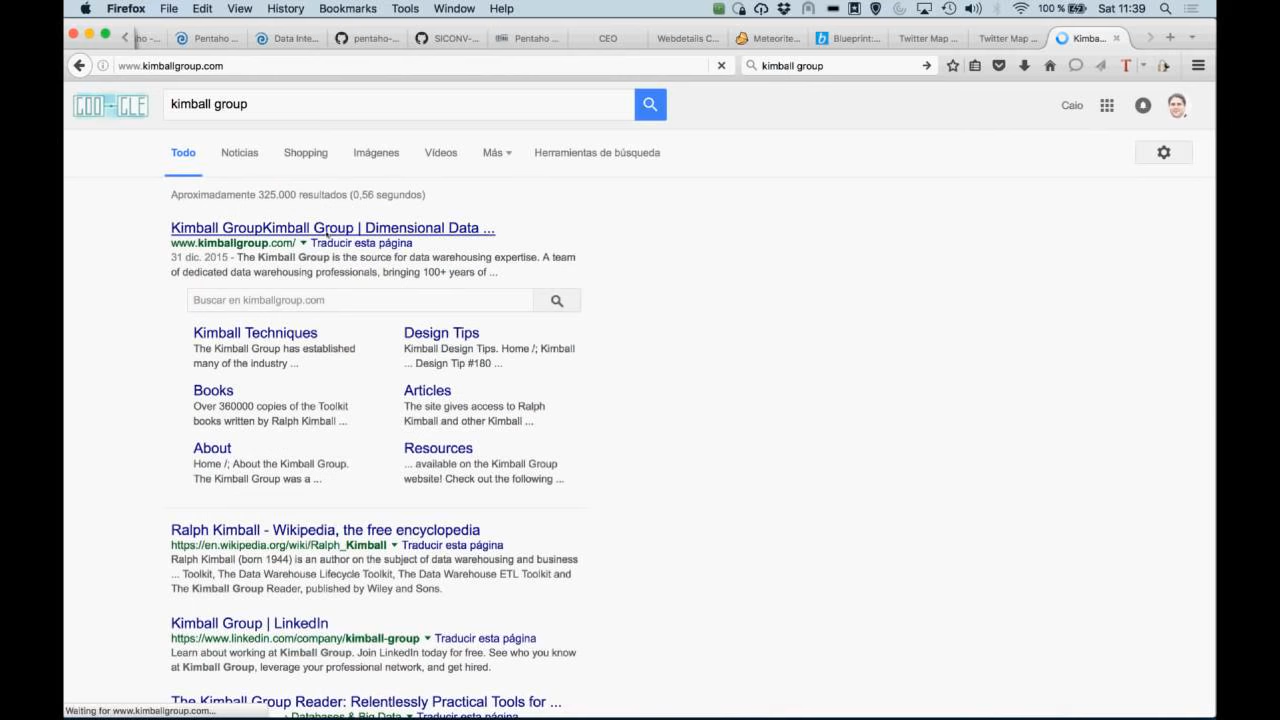 Firefox File Edit View History Bookmarks Tools Window Help 100 % Sat 11:39
ho -... Pentaho ... Data Inte... pentaho-... SICONV-... Pentaho ... CEO Webdetails C... Meteorite... Blueprint:... Twitter Map ... Twitter Map ... Kimba...
www.kimballgroup.com kimball group
GOO GLE kimball group Caio
Todo Noticias Shopping Imágenes Vídeos Más Herramientas de búsqueda
Aproximadamente 325.000 resultados (0,56 segundos)
Kimball GroupKimball Group | Dimensional Data ...
www.kimballgroup.com/ Traducir esta página
31 dic. 2015 - The Kimball Group is the source for data warehousing expertise. A team
of dedicated data warehousing professionals, bringing 100+ years of ...
Buscar en kimballgroup.com
Kimball Techniques
The Kimball Group has established
many of the industry ...
Design Tips
Kimball Design Tips. Home /; Kimball
... Design Tip #180 ...
Books
Over 360000 copies of the Toolkit
books written by Ralph Kimball ...
Articles
The site gives access to Ralph
Kimball and other Kimball ...
About
Home /; About the Kimball Group.
The Kimball Group was a ...
Resources
... available on the Kimball Group
website! Check out the following ...
Ralph Kimball - Wikipedia, the free encyclopedia
https://en.wikipedia.org/wiki/Ralph_Kimball Traducir esta página
Ralph Kimball (born 1944) is an author on the subject of data warehousing and business
... Toolkit, The Data Warehouse Lifecycle Toolkit, The Data Warehouse ETL Toolkit and
The Kimball Group Reader, published by Wiley and Sons.
Kimball Group | LinkedIn
https://www.linkedin.com/company/kimball-group Traducir esta página
Learn about working at Kimball Group. Join LinkedIn today for free. See who you know
at Kimball Group, leverage your professional network, and get hired.
The Kimball Group Reader: Relentlessly Practical Tools for ...
Waiting for www.kimballgroup.com...
› Databases & Big Data Traducir esta página